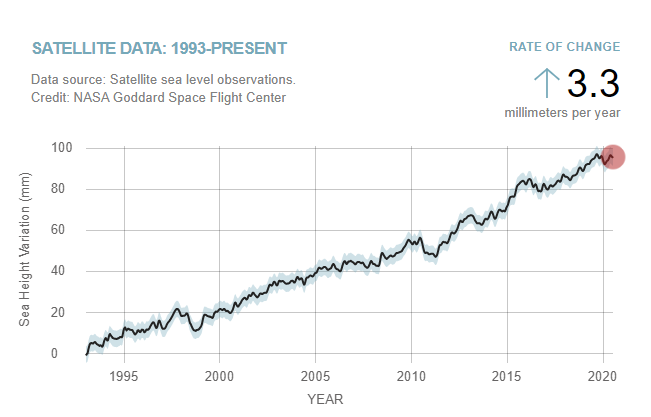 SATELLITE DATA: 1993-PRESENT
Data source: Satellite sea level observations.
Credit: NASA Goddard Space Flight Center
RATE OF CHANGE
↑ 3.3
millimeters per year
Sea Height Variation (mm)
100
80
60
40
20
0
1995 2000 2005 2010 2015 2020
YEAR